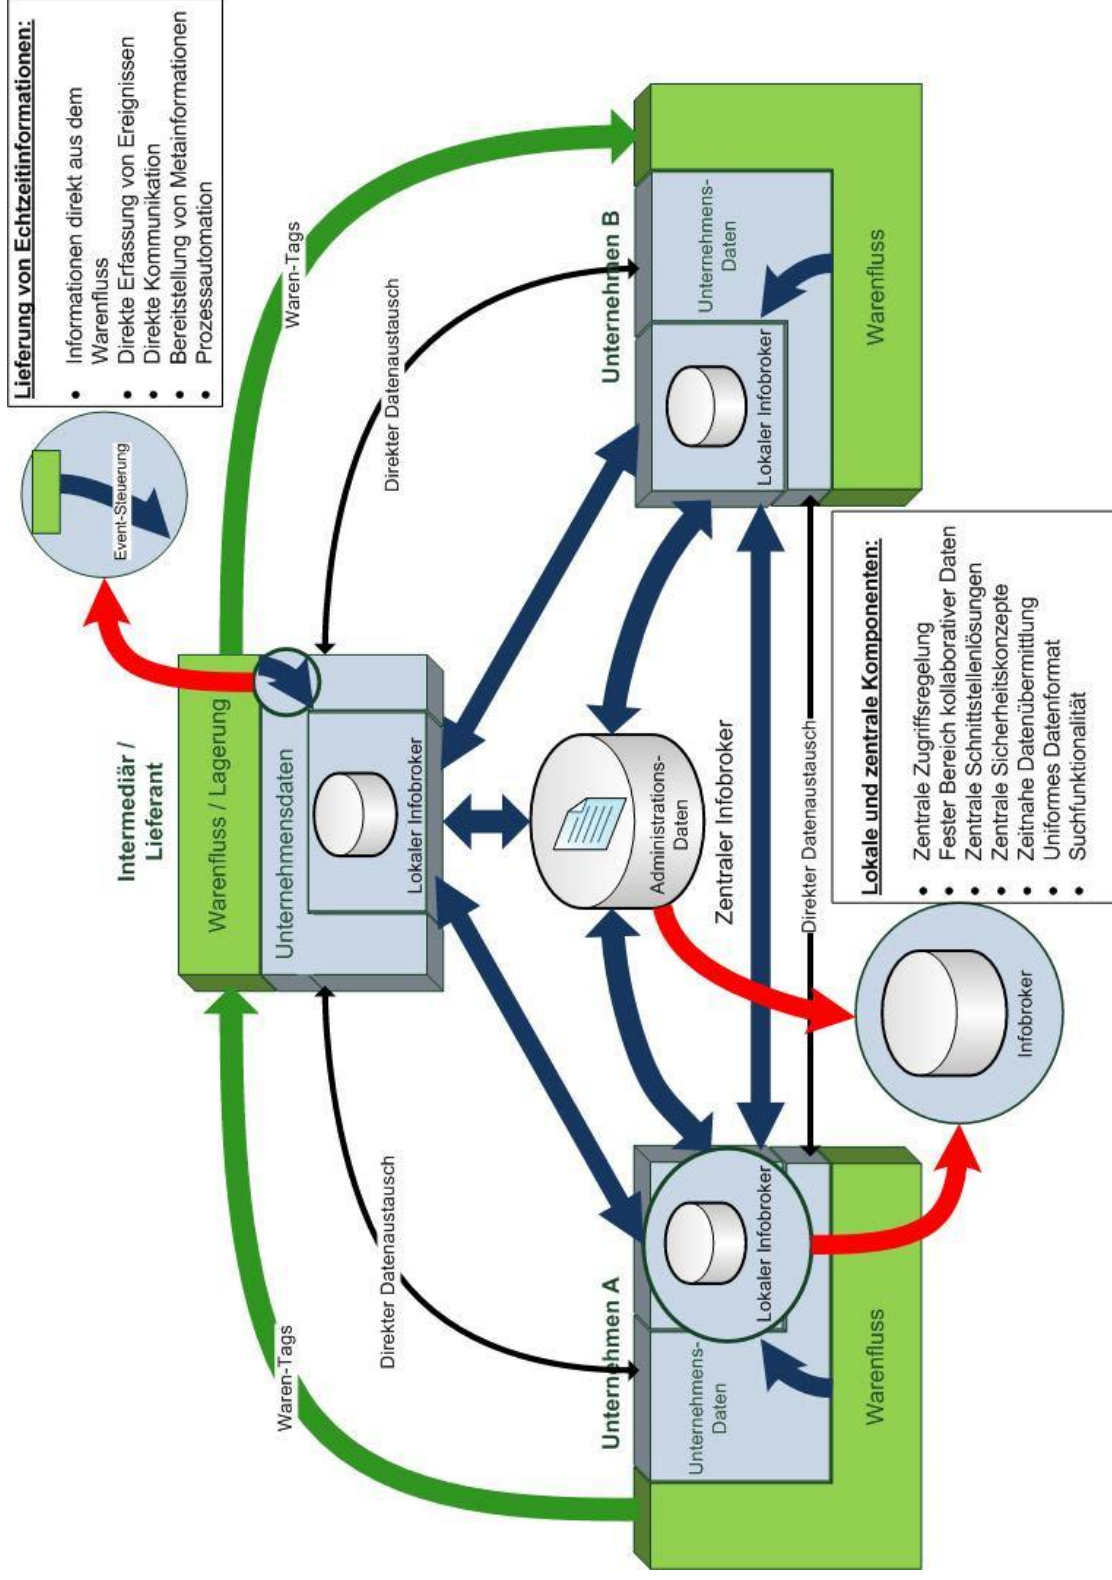 Lieferung von Echtzeitinformationen:
• Informationen direkt aus dem
Warenfluss
• Direkte Erfassung von Ereignissen
• Direkte Kommunikation
• Bereitstellung von Metainformationen
• Prozessautomation
Event-Steuerung
Intermediär /
Lieferant
Warenfluss / Lagerung
Unternehmensdaten
Lokaler Infobroker
Waren-Tags
Waren-Tags
Direkter Datenaustausch
Direkter Datenaustausch
Administrations-
Daten
Zentraler Infobroker
Unternehmen A
Unternehmens-
Daten
Lokaler Infobroker
Warenfluss
Unternehmen B
Unternehmens-
Daten
Lokaler Infobroker
Warenfluss
Direkter Datenaustausch
Infobroker
Lokale und zentrale Komponenten:
• Zentrale Zugriffsregelung
• Fester Bereich kollaborativer Daten
• Zentrale Schnittstellenlösungen
• Zentrale Sicherheitskonzepte
• Zeitnahe Datenübermittlung
• Uniformes Datenformat
• Suchfunktionalität